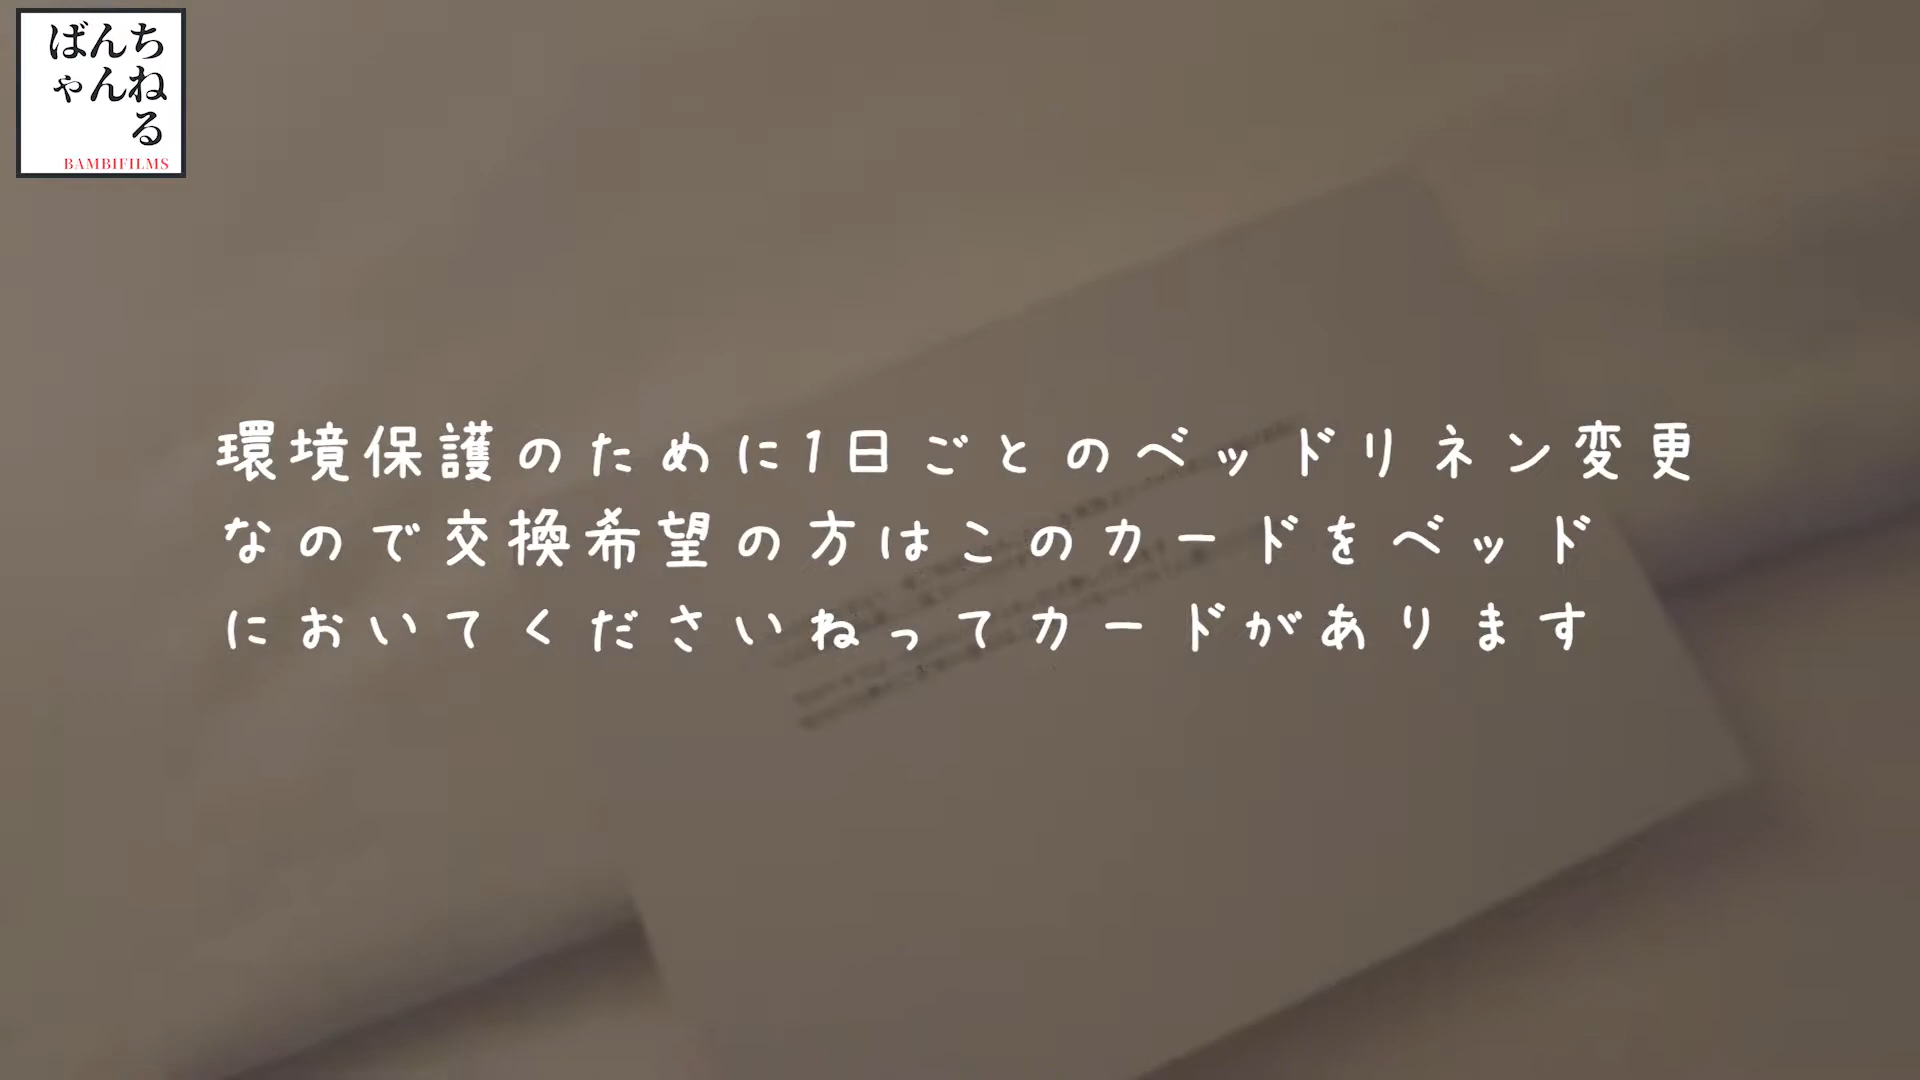 ばんち
ゃんねる
BAMBIFILMS
環境保護のために1日ごとのベッドリネン変更
なので交換希望の方はこのカードをベッド
においてくださいねってカードがあります